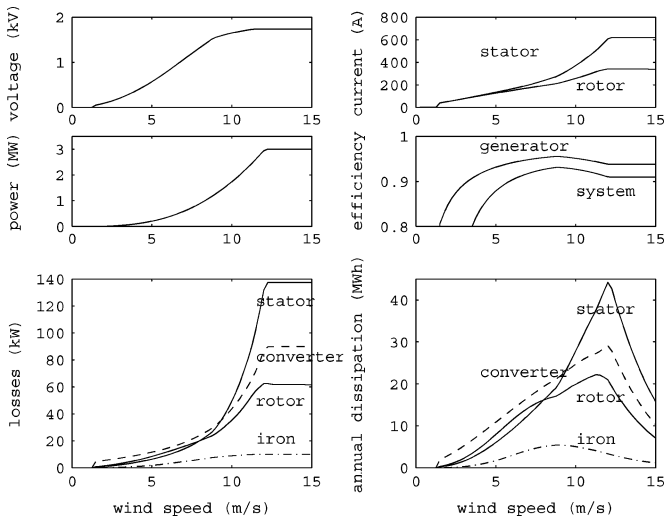 voltage (kV)
2
1
0
0
5
10
15
current (A)
800
600
400
200
stator
rotor
0
5
10
15
power (MW)
3
2
1
0
0
5
10
15
efficiency
1
0.9
0.8
generator
system
0
5
10
15
losses (kW)
140
120
100
80
60
40
20
0
stator
converter
rotor
iron
0
5
10
15
wind speed (m/s)
annual dissipation (MWh)
40
30
20
10
0
stator
converter
rotor
iron
0
5
10
15
wind speed (m/s)